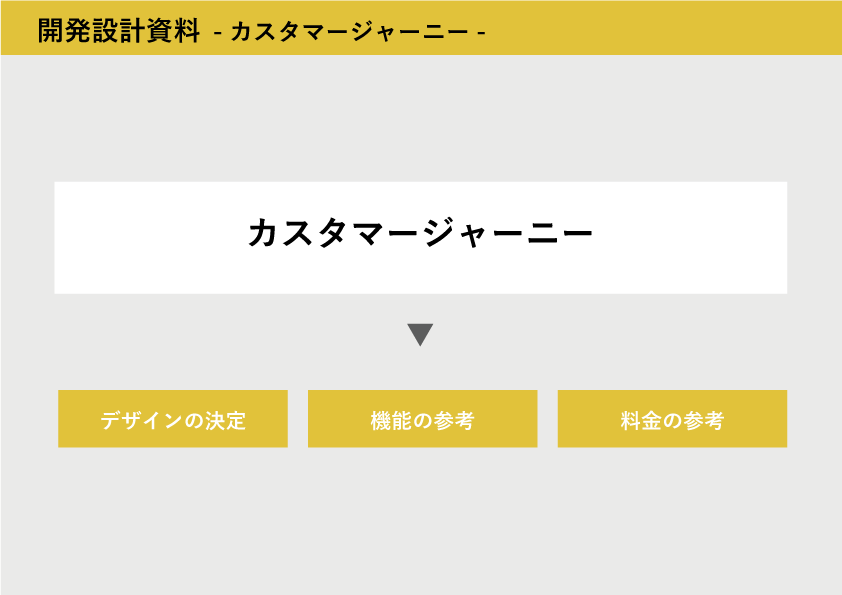 開発設計資料 - カスタマージャーニー -
カスタマージャーニー
デザインの決定
機能の参考
料金の参考